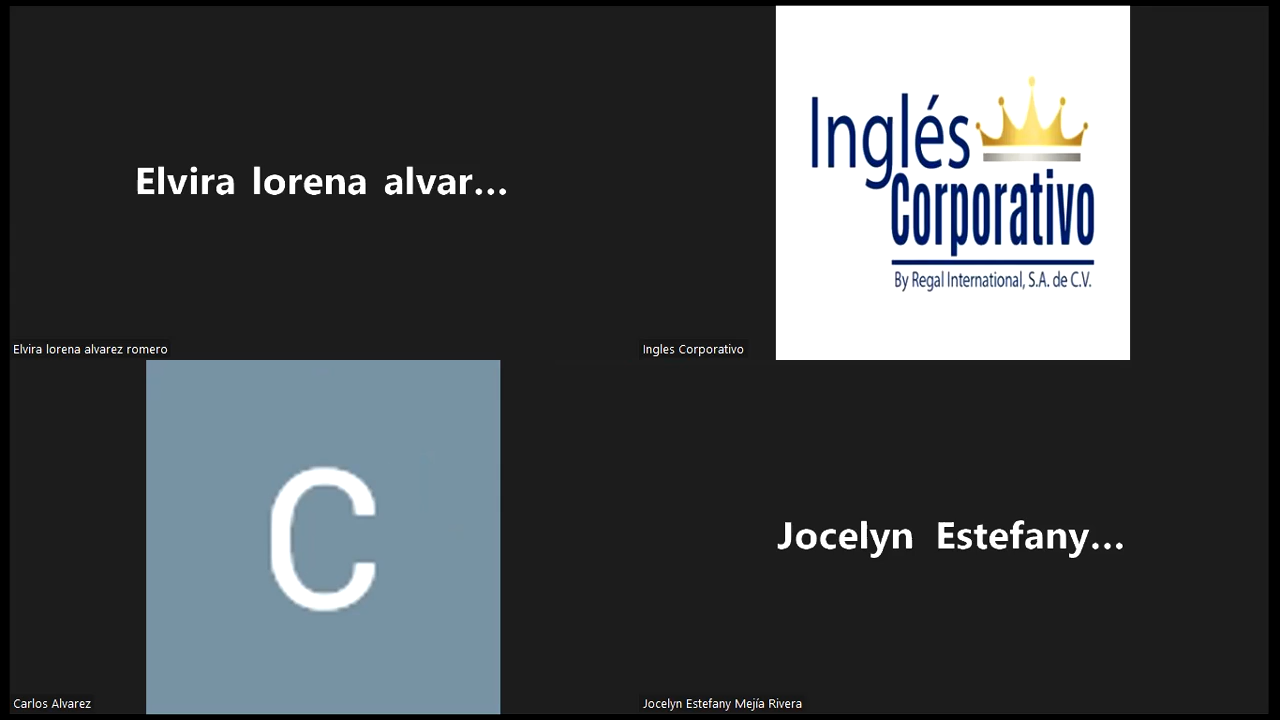 Elvira lorena alvar...
Elvira lorena alvarez romero
Inglés
Corporativo
By Regal International, S.A. de C.V.
Ingles Corporativo
C
Carlos Alvarez
Jocelyn Estefany...
Jocelyn Estefany Mejía Rivera